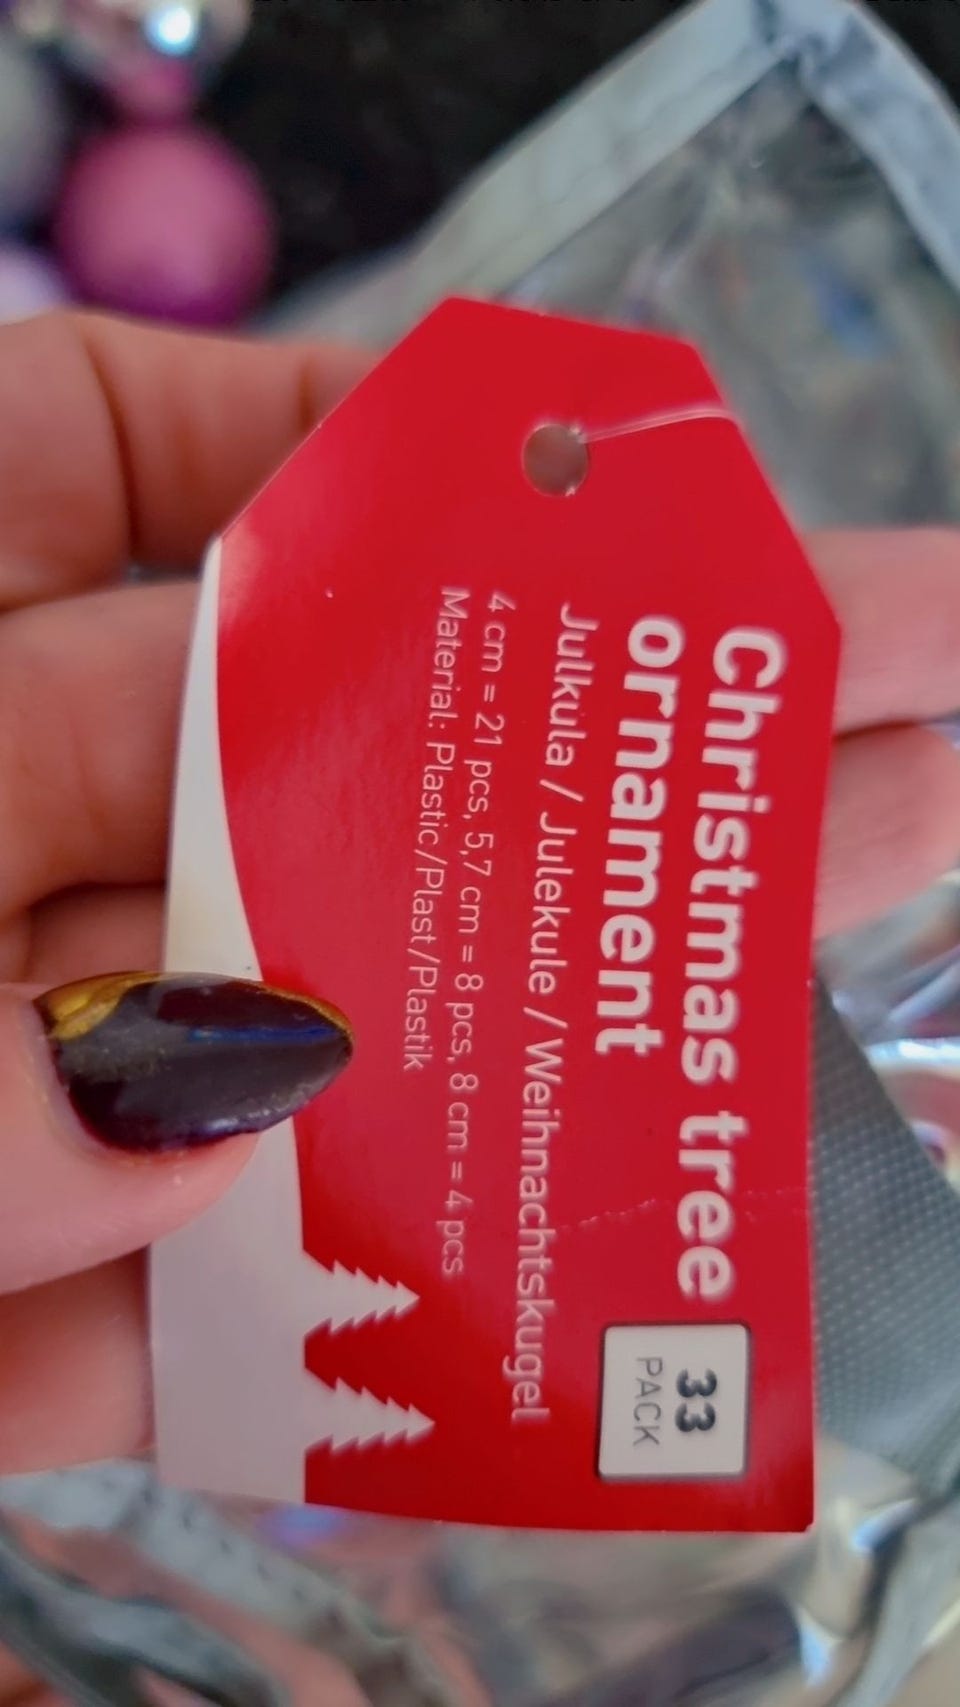 Christmas tree
ornament
33
PACK
Julkula / Julekule / Weihnachtskugel
4 cm = 21 pcs, 5,7 cm = 8 pcs, 8 cm = 4 pcs
Material: Plastic/Plast/Plastik